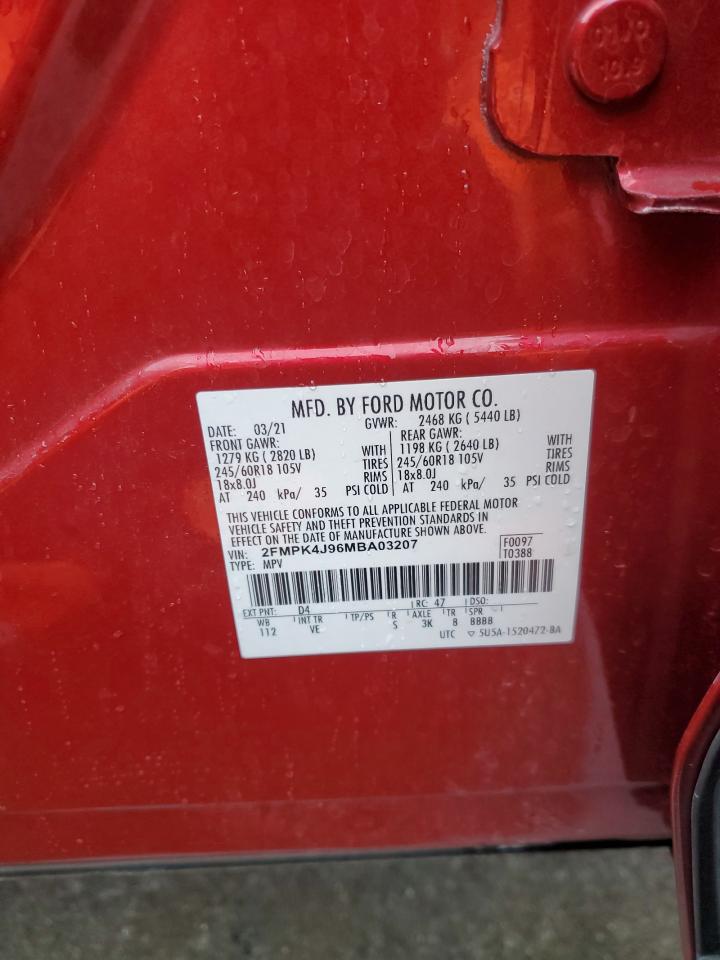 MFD. BY FORD MOTOR CO.
DATE: 03/21 GVWR: 2468 KG ( 5440 LB)
FRONT GAWR: REAR GAWR:
1279 KG ( 2820 LB) WITH 1198 KG ( 2640 LB) WITH
245/60R18 105V TIRES 245/60R18 105V TIRES
18x8.0J RIMS 18x8.0J RIMS
AT 240 kPa/ 35 PSI COLD AT 240 kPa/ 35 PSI COLD
THIS VEHICLE CONFORMS TO ALL APPLICABLE FEDERAL MOTOR
VEHICLE SAFETY AND THEFT PREVENTION STANDARDS IN
EFFECT ON THE DATE OF MANUFACTURE SHOWN ABOVE.
VIN: 2FMPK4J96MBA03207 F0097
TYPE: MPV T0388
EXT PNT: D4 RC: 47 DSO:
WB INT TR TP/PS R AXLE TR SPR
112 VE S 3K 8 BBBB
UTC ▽ 5U5A-1520472-BA